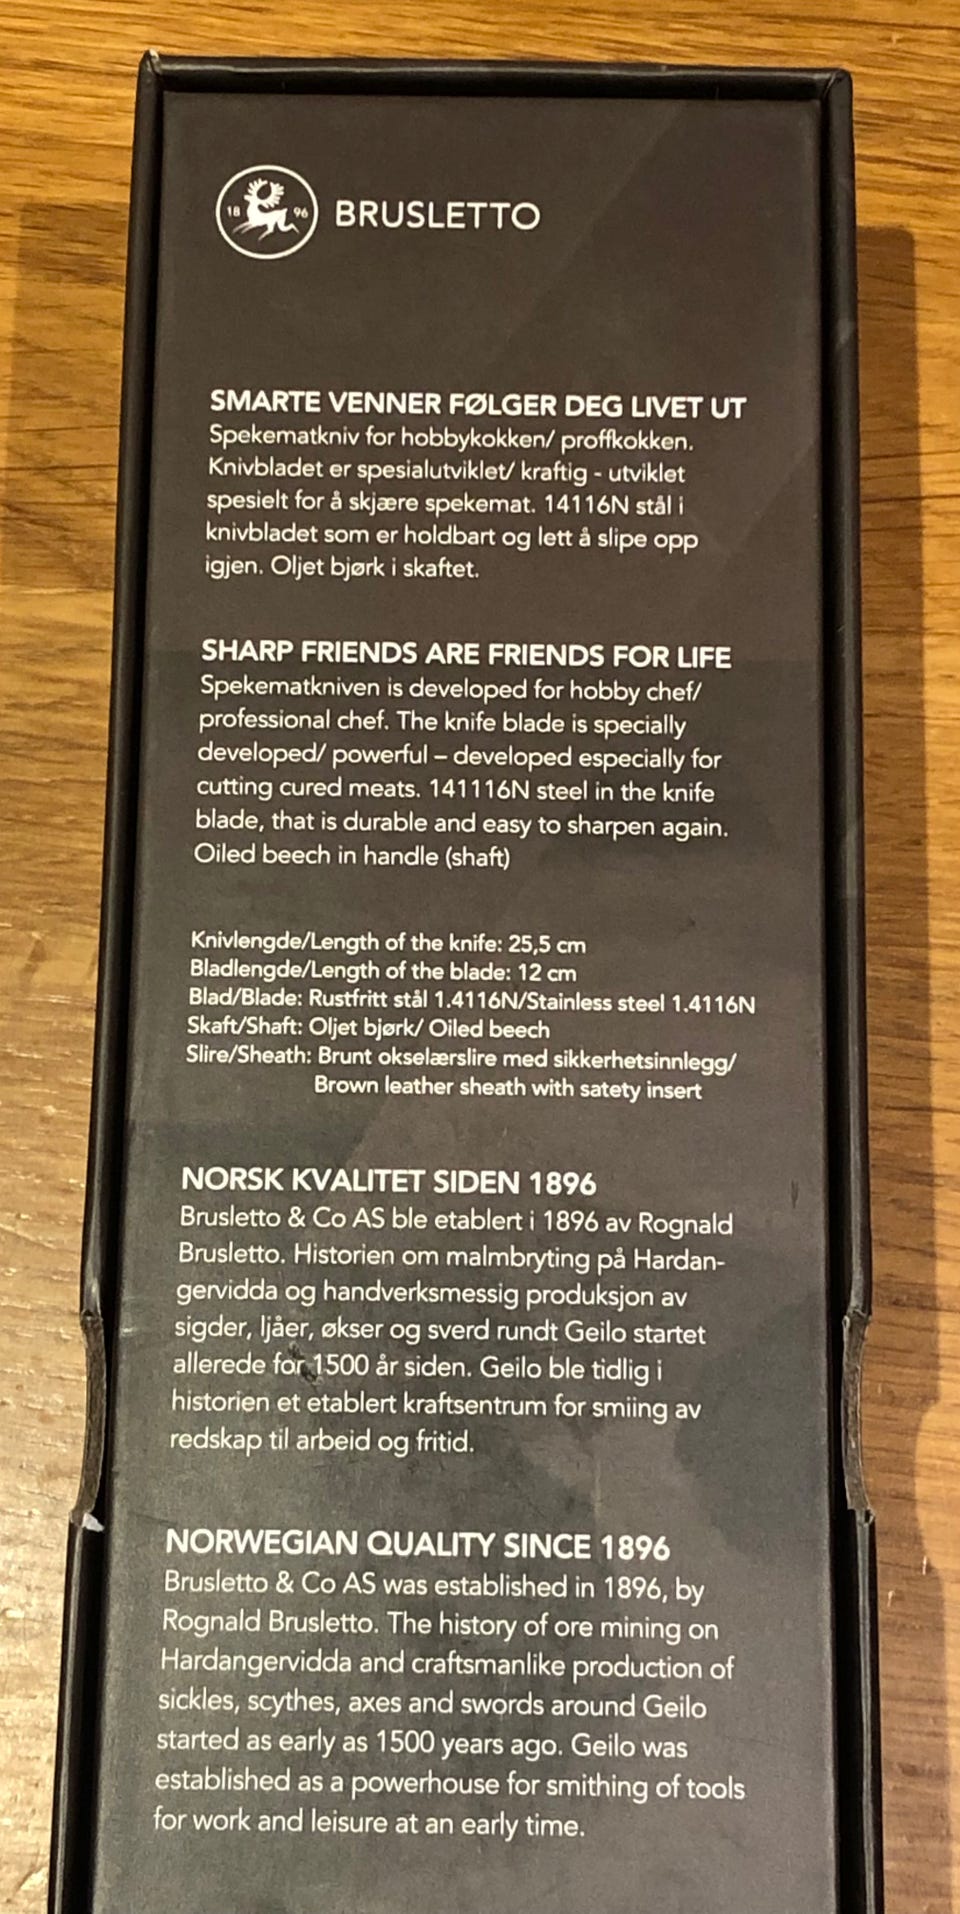 18 96 BRUSLETTO
SMARTE VENNER FØLGER DEG LIVET UT
Spekematkniv for hobbykokken/ proffkokken.
Knivbladet er spesialutviklet/ kraftig - utviklet
spesielt for å skjære spekemat. 14116N stål i
knivbladet som er holdbart og lett å slipe opp
igjen. Oljet bjørk i skaftet.
SHARP FRIENDS ARE FRIENDS FOR LIFE
Spekematkniven is developed for hobby chef/
professional chef. The knife blade is specially
developed/ powerful – developed especially for
cutting cured meats. 141116N steel in the knife
blade, that is durable and easy to sharpen again.
Oiled beech in handle (shaft)
Knivlengde/Length of the knife: 25,5 cm
Bladlengde/Length of the blade: 12 cm
Blad/Blade: Rustfritt stål 1.4116N/Stainless steel 1.4116N
Skaft/Shaft: Oljet bjørk/ Oiled beech
Slire/Sheath: Brunt okselærslire med sikkerhetsinnlegg/
Brown leather sheath with satety insert
NORSK KVALITET SIDEN 1896
Brusletto & Co AS ble etablert i 1896 av Rognald
Brusletto. Historien om malmbryting på Hardan-
gervidda og handverksmessig produksjon av
sigder, ljåer, økser og sverd rundt Geilo startet
allerede for 1500 år siden. Geilo ble tidlig i
historien et etablert kraftsentrum for smiing av
redskap til arbeid og fritid.
NORWEGIAN QUALITY SINCE 1896
Brusletto & Co AS was established in 1896, by
Rognald Brusletto. The history of ore mining on
Hardangervidda and craftsmanlike production of
sickles, scythes, axes and swords around Geilo
started as early as 1500 years ago. Geilo was
established as a powerhouse for smithing of tools
for work and leisure at an early time.